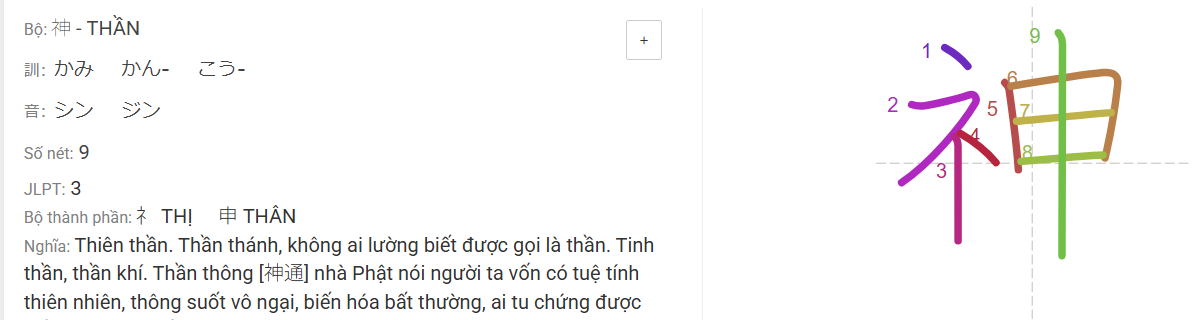 Bộ: 神 - THẦN
+
訓: かみ かん- こう-
音: シン ジン
Số nét: 9
JLPT: 3
Bộ thành phần: 礻 THỊ 申 THÂN
Nghĩa: Thiên thần. Thần thánh, không ai lường biết được gọi là thần. Tinh
thần, thần khí. Thần thông [神通] nhà Phật nói người ta vốn có tuệ tính
thiên nhiên, thông suốt vô ngại, biến hóa bất thường, ai tu chứng được
神
1
2
3
4
5
6
7
8
9